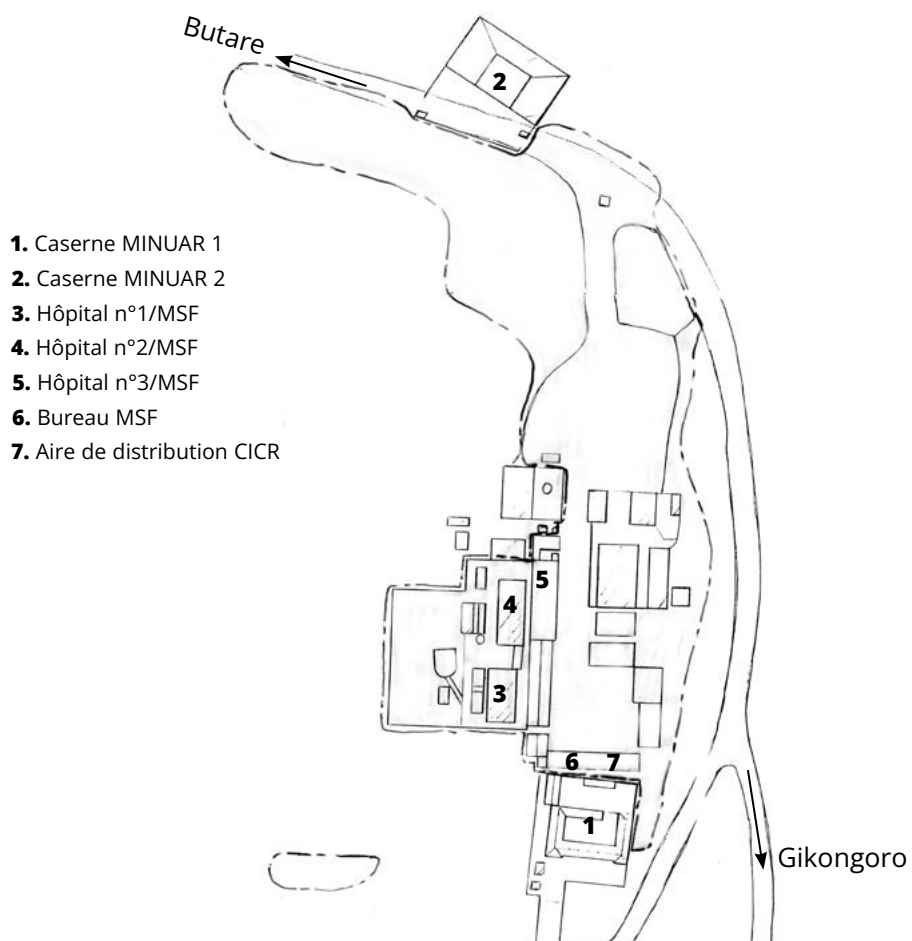 Butare
2
1. Caserne MINUAR 1
2. Caserne MINUAR 2
3. Hôpital n°1/MSF
4. Hôpital n°2/MSF
5. Hôpital n°3/MSF
6. Bureau MSF
7. Aire de distribution CICR
5
4
3
6 7
1
Gikongoro